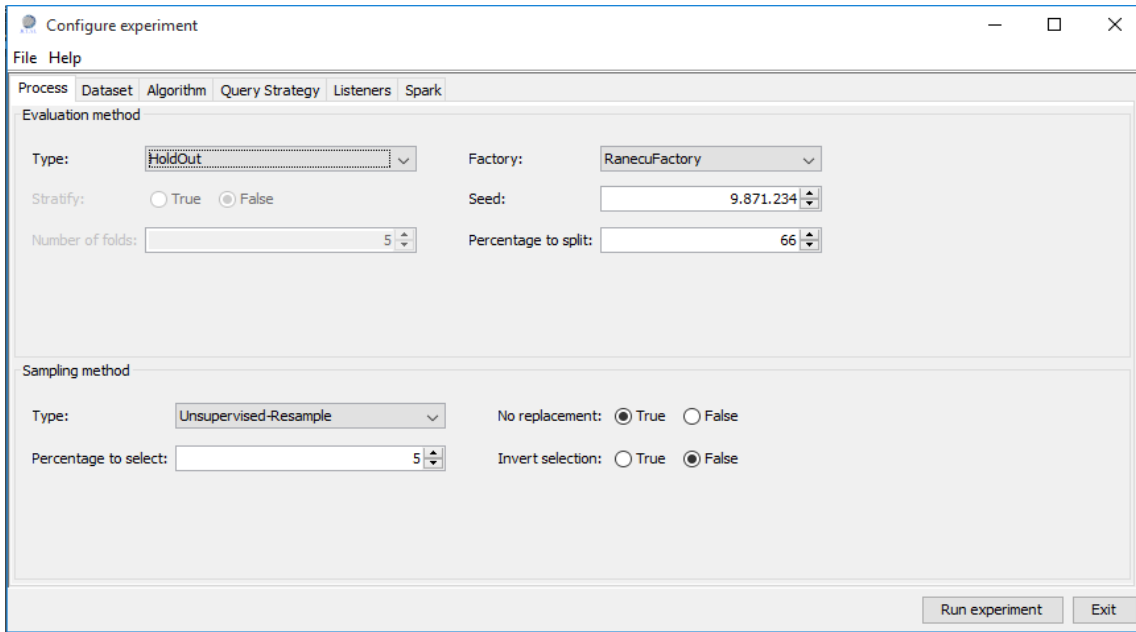 Configure experiment
File Help
Process Dataset Algorithm Query Strategy Listeners Spark
Evaluation method
Type: HoldOut Factory: RanecuFactory
Stratify: True False Seed: 9.871.234
Number of folds: 5 Percentage to split: 66
Sampling method
Type: Unsupervised-Resample No replacement: True False
Percentage to select: 5 Invert selection: True False
Run experiment Exit